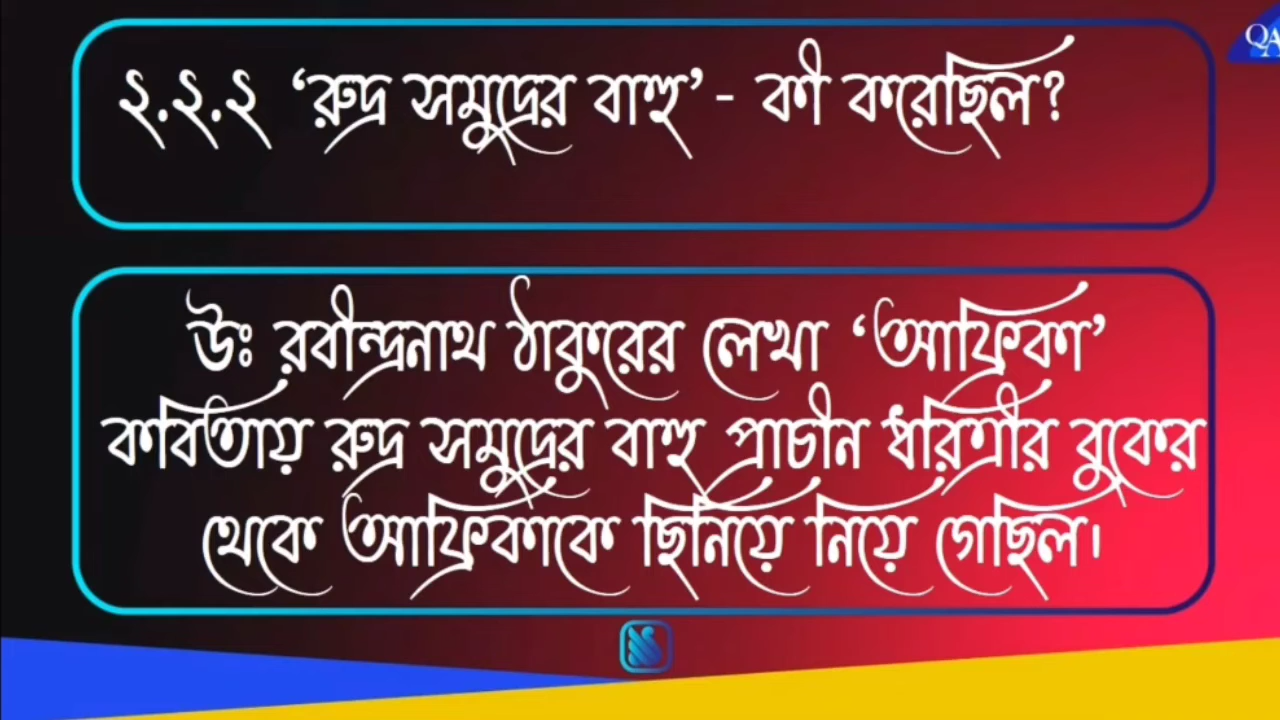 ২.২.২ ‘রুদ্র সমুদ্রের বাহু’- কী করেছিল?
উঃ রবীন্দ্রনাথ ঠাকুরের লেখা ‘আফ্রিকা’
কবিতায় রুদ্র সমুদ্রের বাহু প্রাচীন ধরিত্রীর বুকের
থেকে আফ্রিকাকে ছিনিয়ে নিয়ে গেছিল।